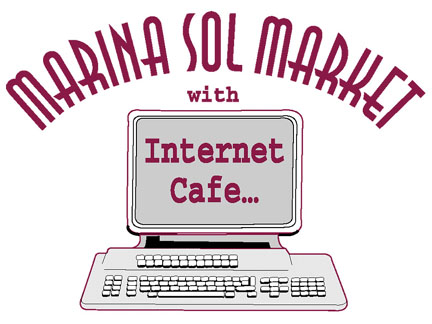 MARINA SOL MARKET
with
Internet
Cafe...